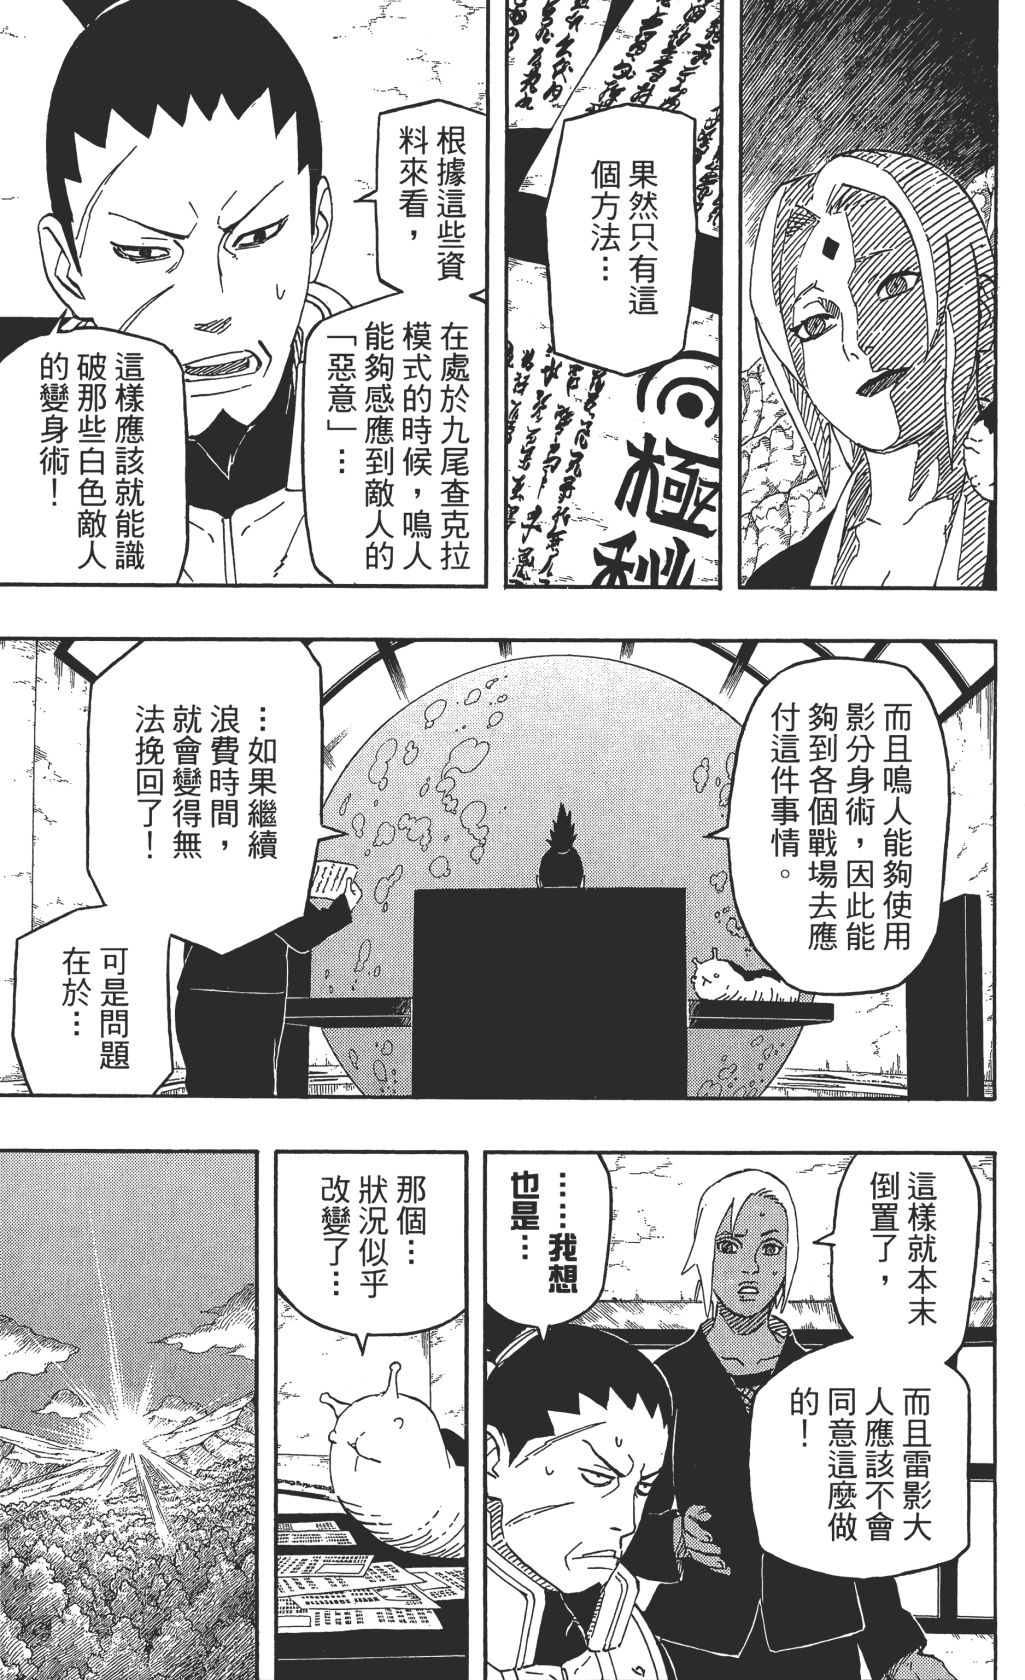 果然只有這
個方法…
極秘
根據這些資
料來看，
在處於九尾查克拉
模式的時候，鳴人
能夠感應到敵人的
「惡意」…
這樣應該就能識
破那些白色敵人
的變身術！
而且鳴人能夠使用
影分身術，因此能
夠到各個戰場去應
付這件事情。
…如果繼續
浪費時間，
就會變得無
法挽回了！
可是問題
在於…
這樣就本末
倒置了，
而且雷影大
人應該不會
同意這麼做
的！
……我想
也是…
那個…
狀況似乎
改變了…